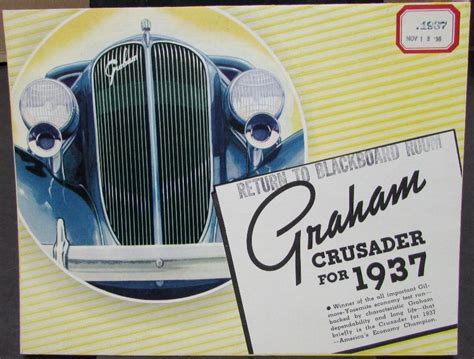 .1937
NOV 18 '36
Graham
RETURN TO BLACKBOARD ROOM
Graham
CRUSADER
FOR 1937
● Winner of the all important Gil-
more-Yosemite economy test run—
backed by characteristic Graham
dependability and long life—that
briefly is the Crusader for 1937
—America's Economy Champion.